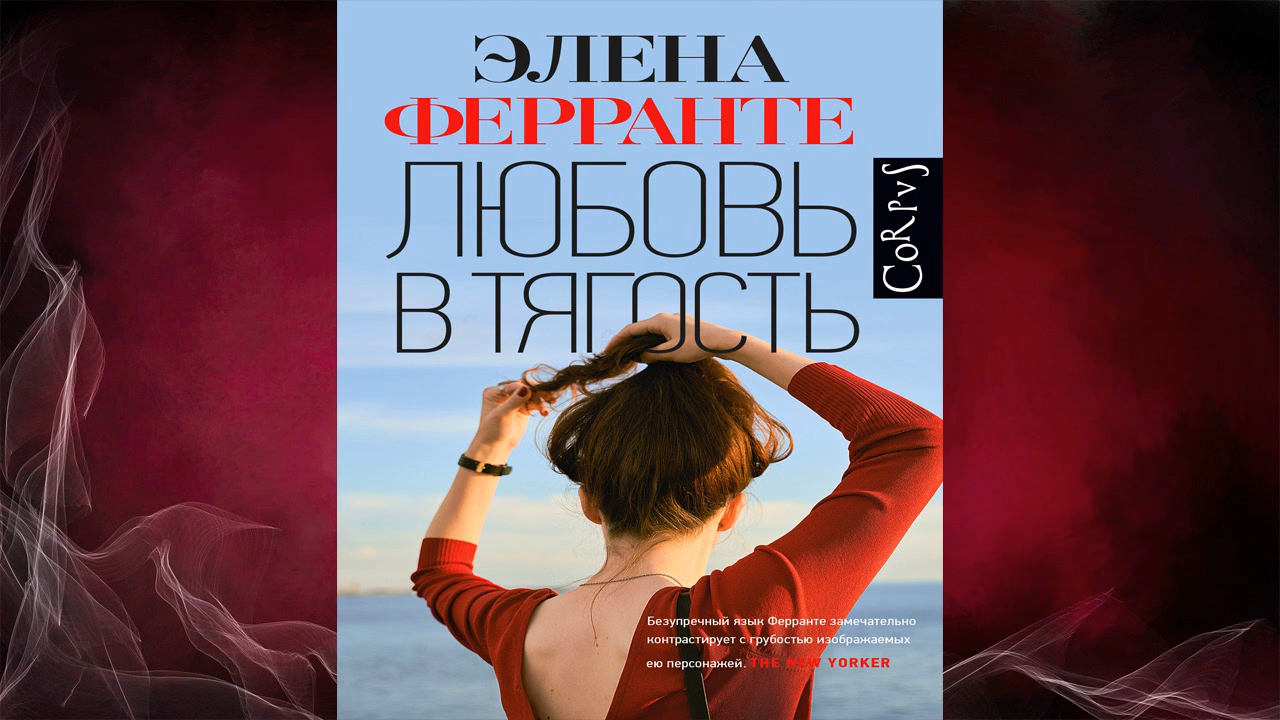 ЭЛЕНА
ФЕРРАНТЕ
ЛЮБОВЬ
В ТЯГОСТЬ
CORPVS
Безупречный язык Ферранте замечательно
контрастирует с грубостью изображаемых
ею персонажей. THE NEW YORKER